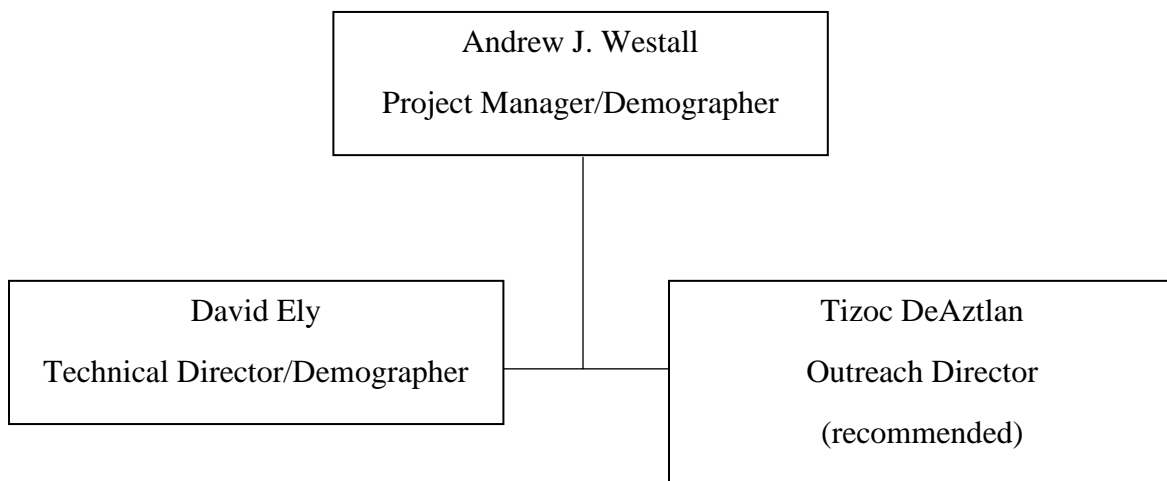 Andrew J. Westall
Project Manager/Demographer
David Ely
Technical Director/Demographer
Tizoc DeAztlan
Outreach Director
(recommended)